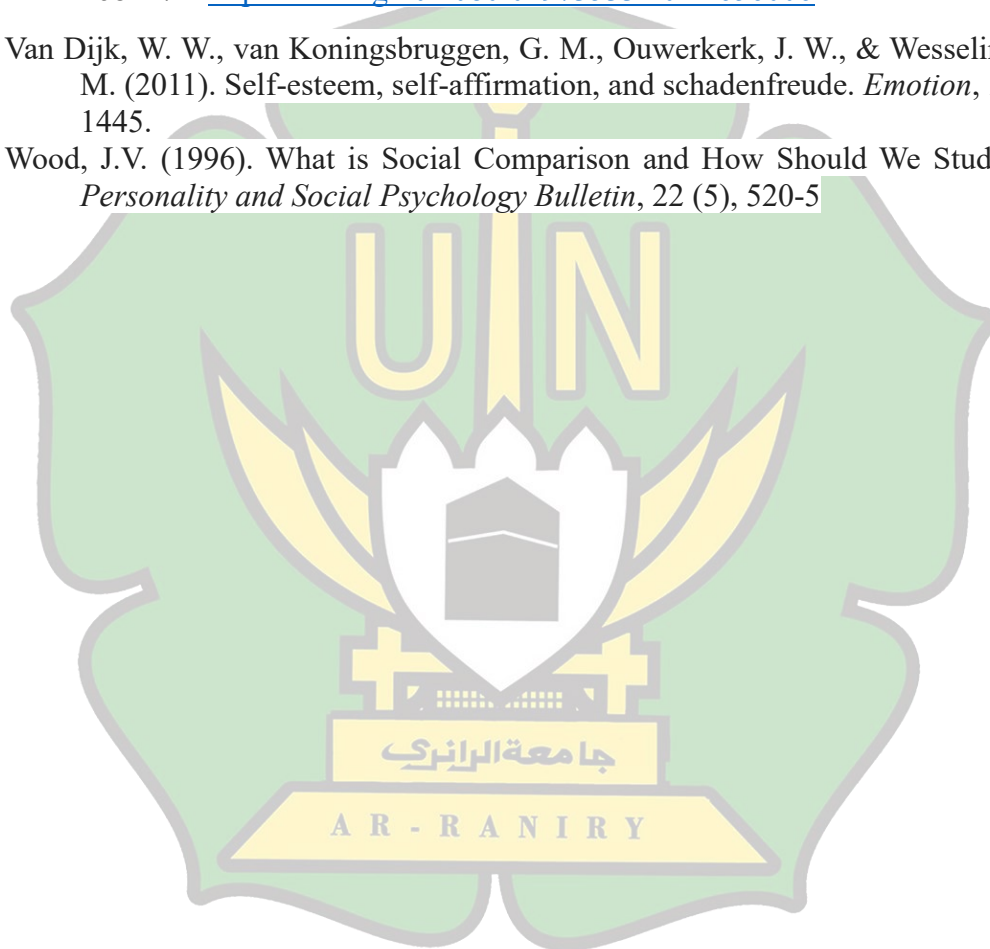 Van Dijk, W. W., van Koningsbruggen, G. M., Ouwerkerk, J. W., &
M. (2011). Self-esteem, self-affirmation, and schadenfreude. Emotion,
1445.
Wood, J.V. (1996). What is Social Comparison and How Should We
Personality and Social Psychology Bulletin, 22 (5), 520-5
UIN
جامعة الرانري
AR-RANIRY